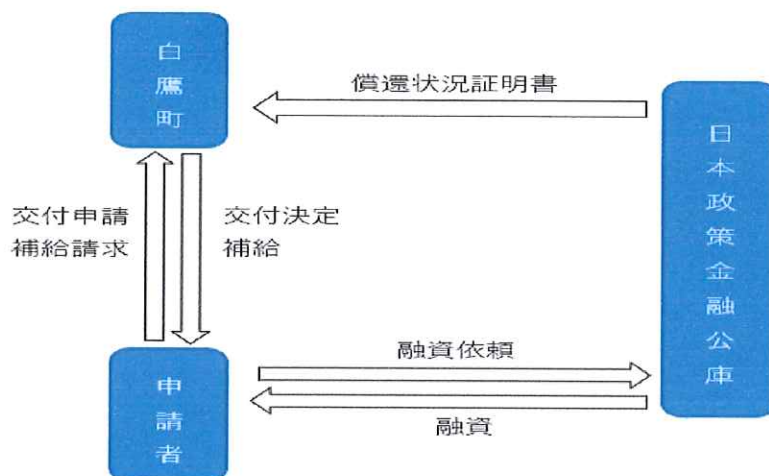 白鷹町
償還状況証明書
日本政策金融公庫
交付申請
補給請求
交付決定
補給
融資依頼
申請者
融資